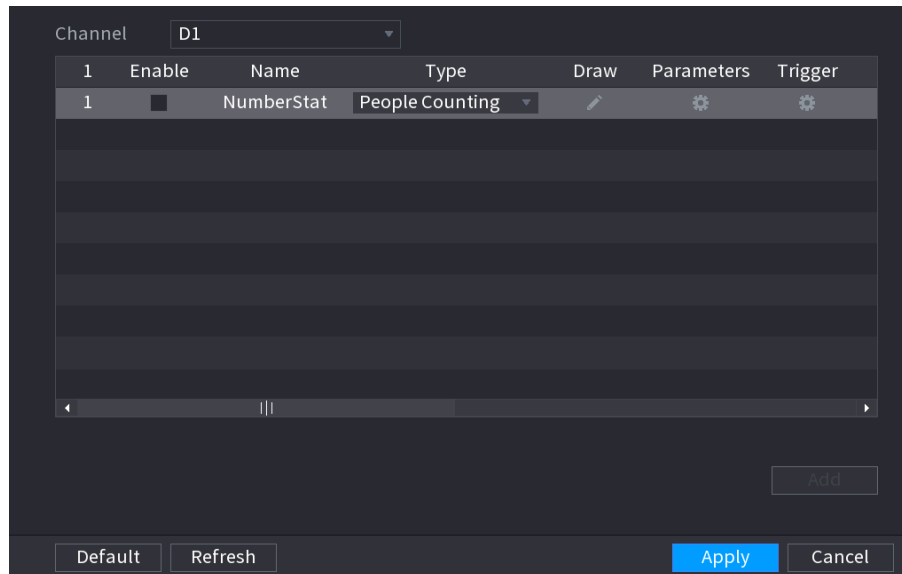 Channel D1
1 Enable Name Type Draw Parameters Trigger
1 NumberStat People Counting
Add
Default Refresh Apply Cancel